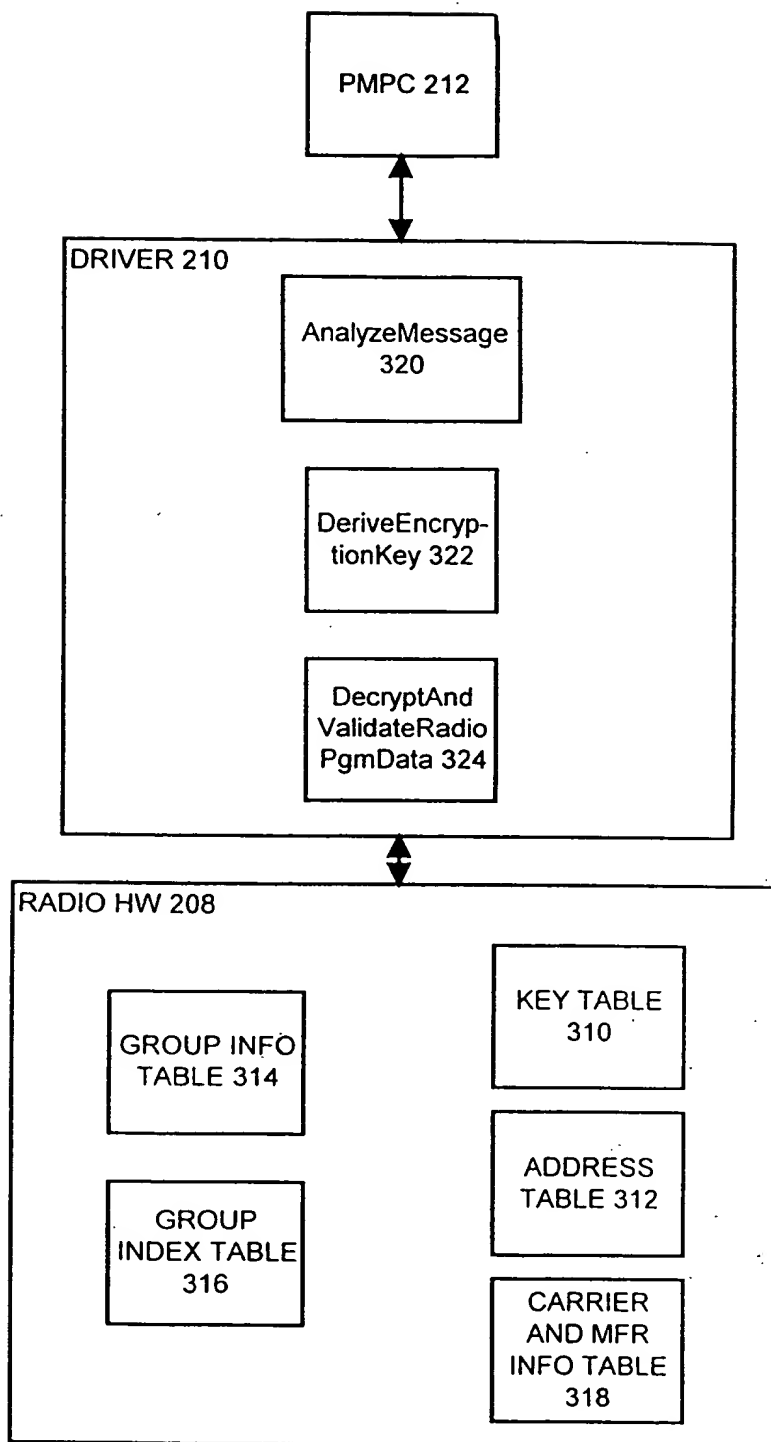 PMPC 212
DRIVER 210
AnalyzeMessage
320
DeriveEncryp-
tionKey 322
DecryptAnd
ValidateRadio
PgmData 324
RADIO HW 208
GROUP INFO
TABLE 314
GROUP
INDEX TABLE
316
KEY TABLE
310
ADDRESS
TABLE 312
CARRIER
AND MFR
INFO TABLE
318